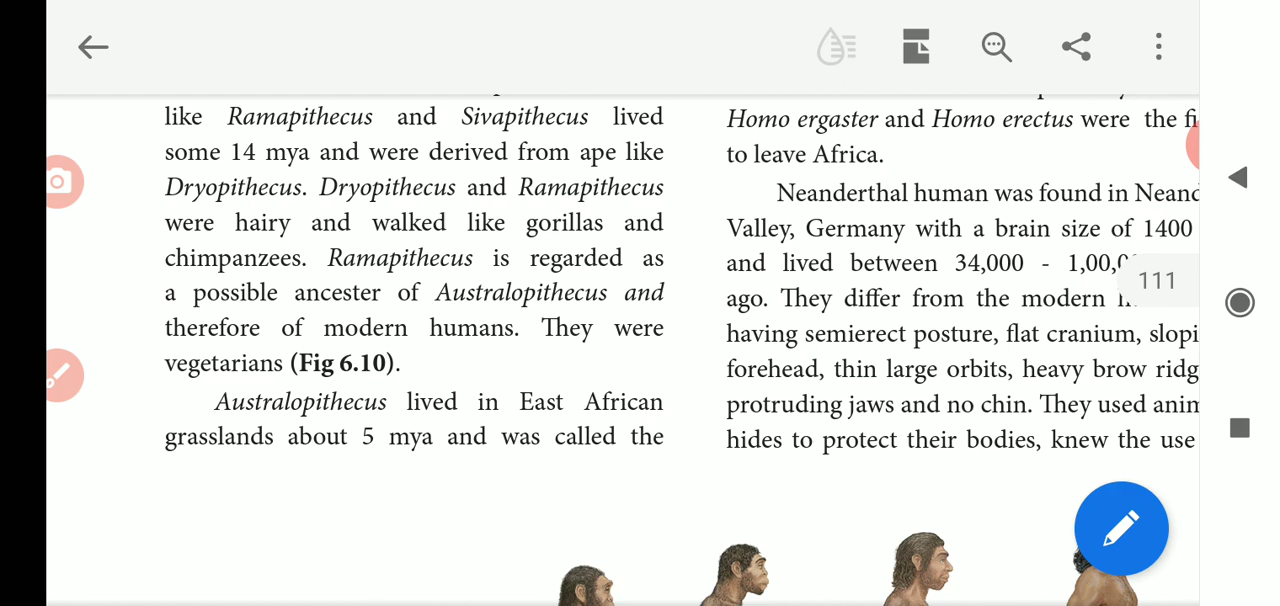 like Ramapithecus and Sivapithecus lived
some 14 mya and were derived from ape like
Dryopithecus. Dryopithecus and Ramapithecus
were hairy and walked like gorillas and
chimpanzees. Ramapithecus is regarded as
a possible ancester of Australopithecus and
therefore of modern humans. They were
vegetarians (Fig 6.10).
Australopithecus lived in East African
grasslands about 5 mya and was called the
Homo ergaster and Homo erectus were the
to leave Africa.
Neanderthal human was found in
Valley, Germany with a brain size of 1400
and lived between 34,000 -
ago. They differ from the modern
having semierect posture, flat cranium,
forehead, thin large orbits, heavy brow
protruding jaws and no chin. They used
hides to protect their bodies, knew the use
111